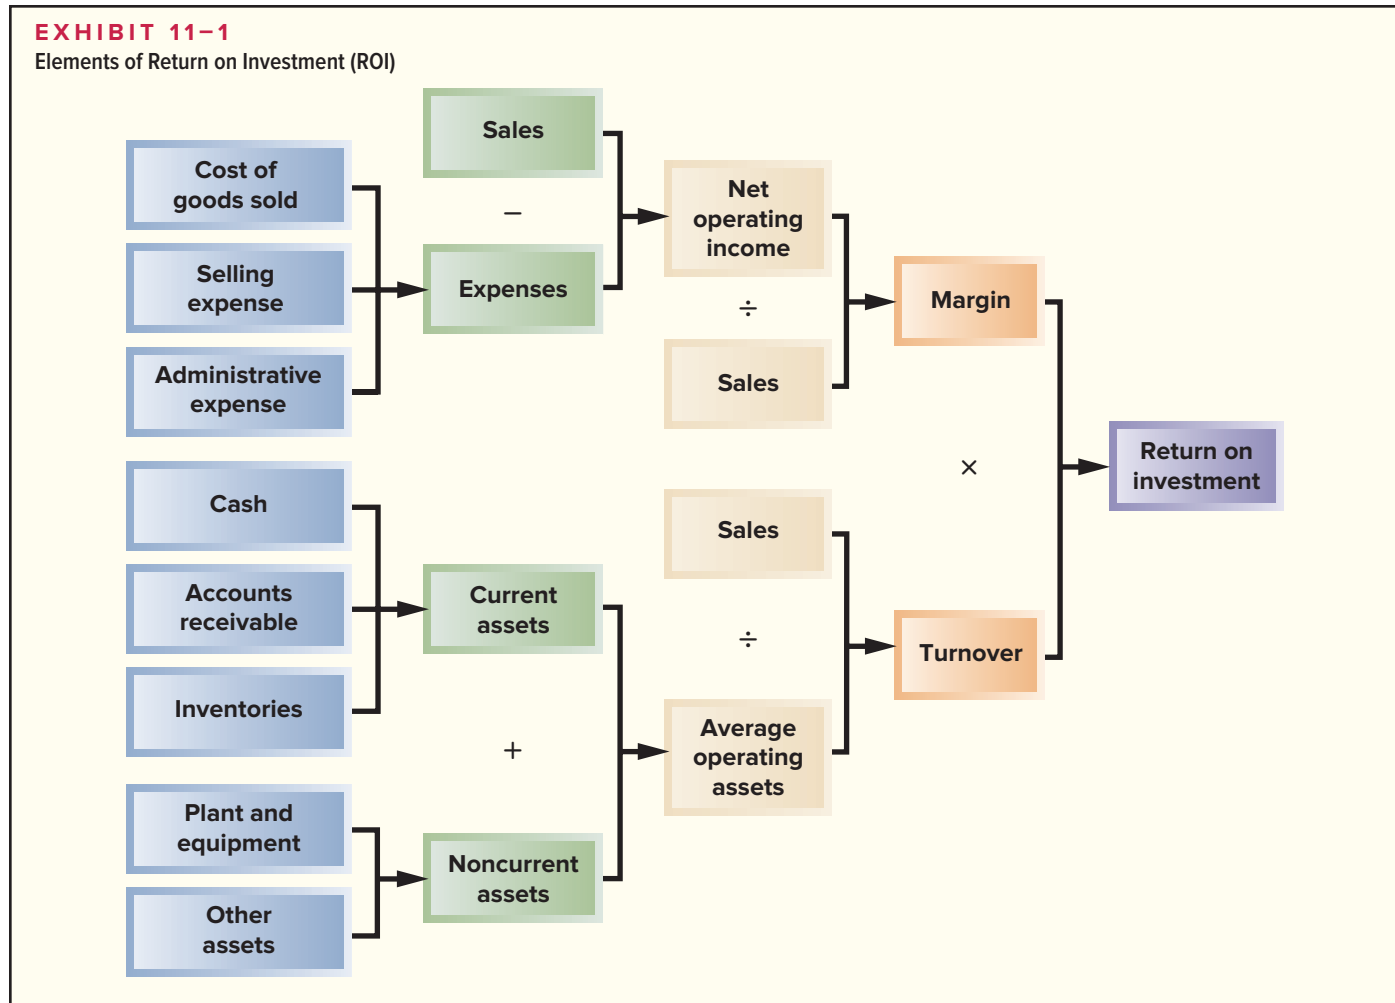 EXHIBIT 11–1
Elements of Return on Investment (ROI)
Cost of
goods sold
Selling
expense
Administrative
expense
Sales
−
Expenses
Net
operating
income
÷
Sales
Margin
Cash
Accounts
receivable
Inventories
Current
assets
+
Plant and
equipment
Other
assets
Noncurrent
assets
Sales
÷
Average
operating
assets
Turnover
×
Return on
investment